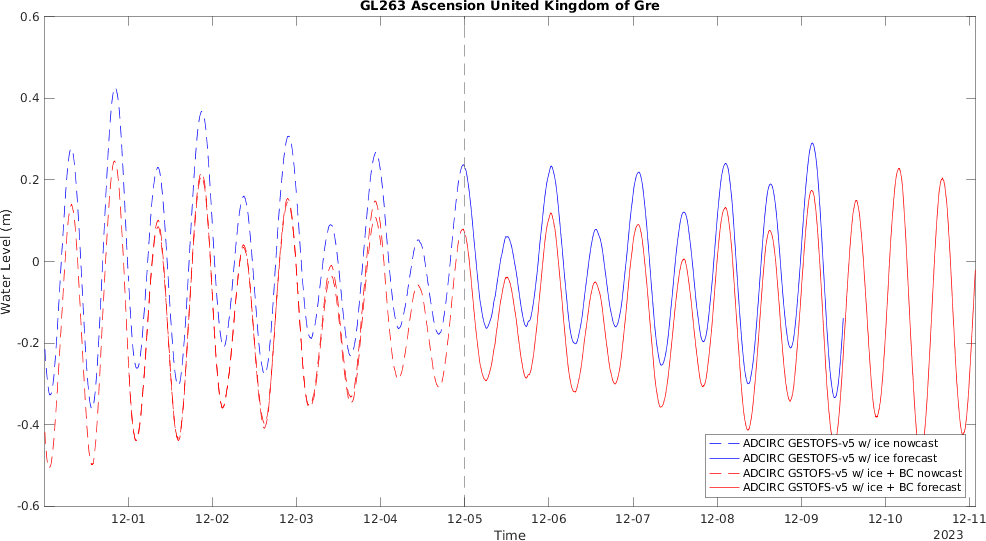 GL263 Ascension United Kingdom of Gre
0.6
0.4
0.2
0
-0.2
-0.4
-0.6
Water Level (m)
12-01 12-02 12-03 12-04 12-05 12-06 12-07 12-08 12-09 12-10 12-11
Time
2023
ADCIRC GESTOFS-v5 w/ ice nowcast
ADCIRC GESTOFS-v5 w/ ice forecast
ADCIRC GSTOFS-v5 w/ ice + BC nowcast
ADCIRC GSTOFS-v5 w/ ice + BC forecast